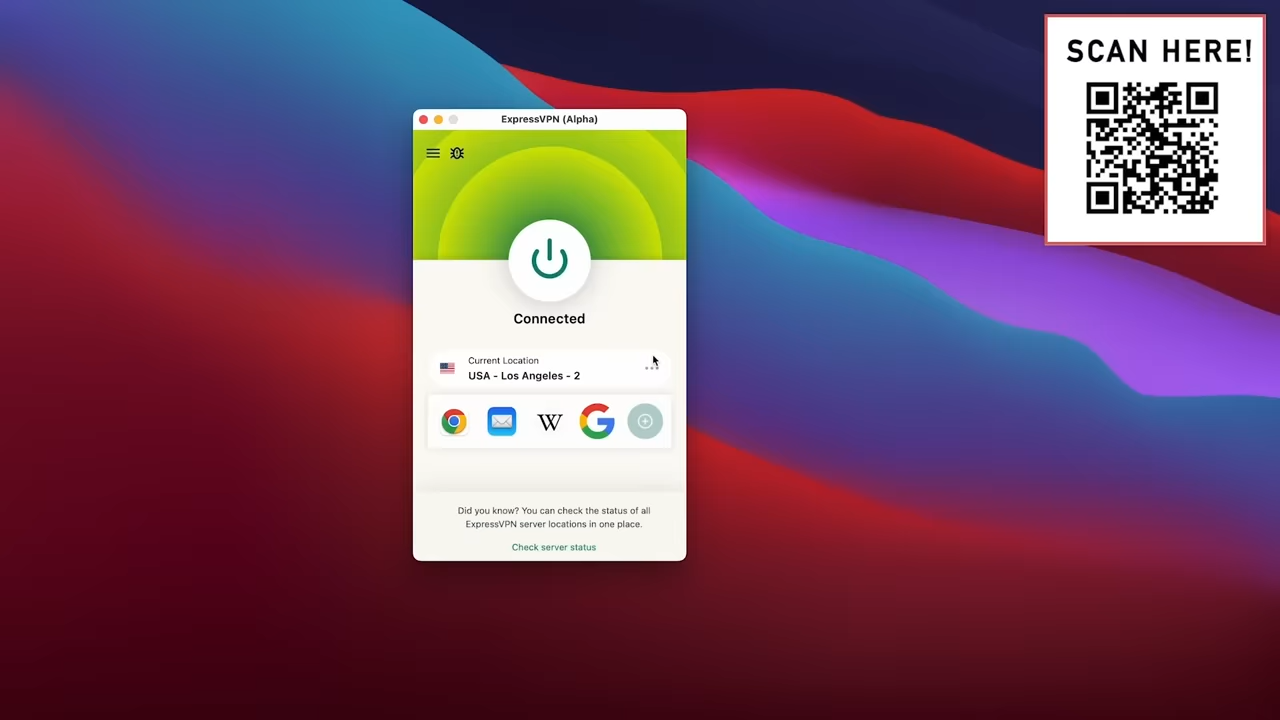 SCAN HERE!
ExpressVPN (Alpha)
Connected
Current Location
USA - Los Angeles - 2
W
Did you know? You can check the status of all
ExpressVPN server locations in one place.
Check server status